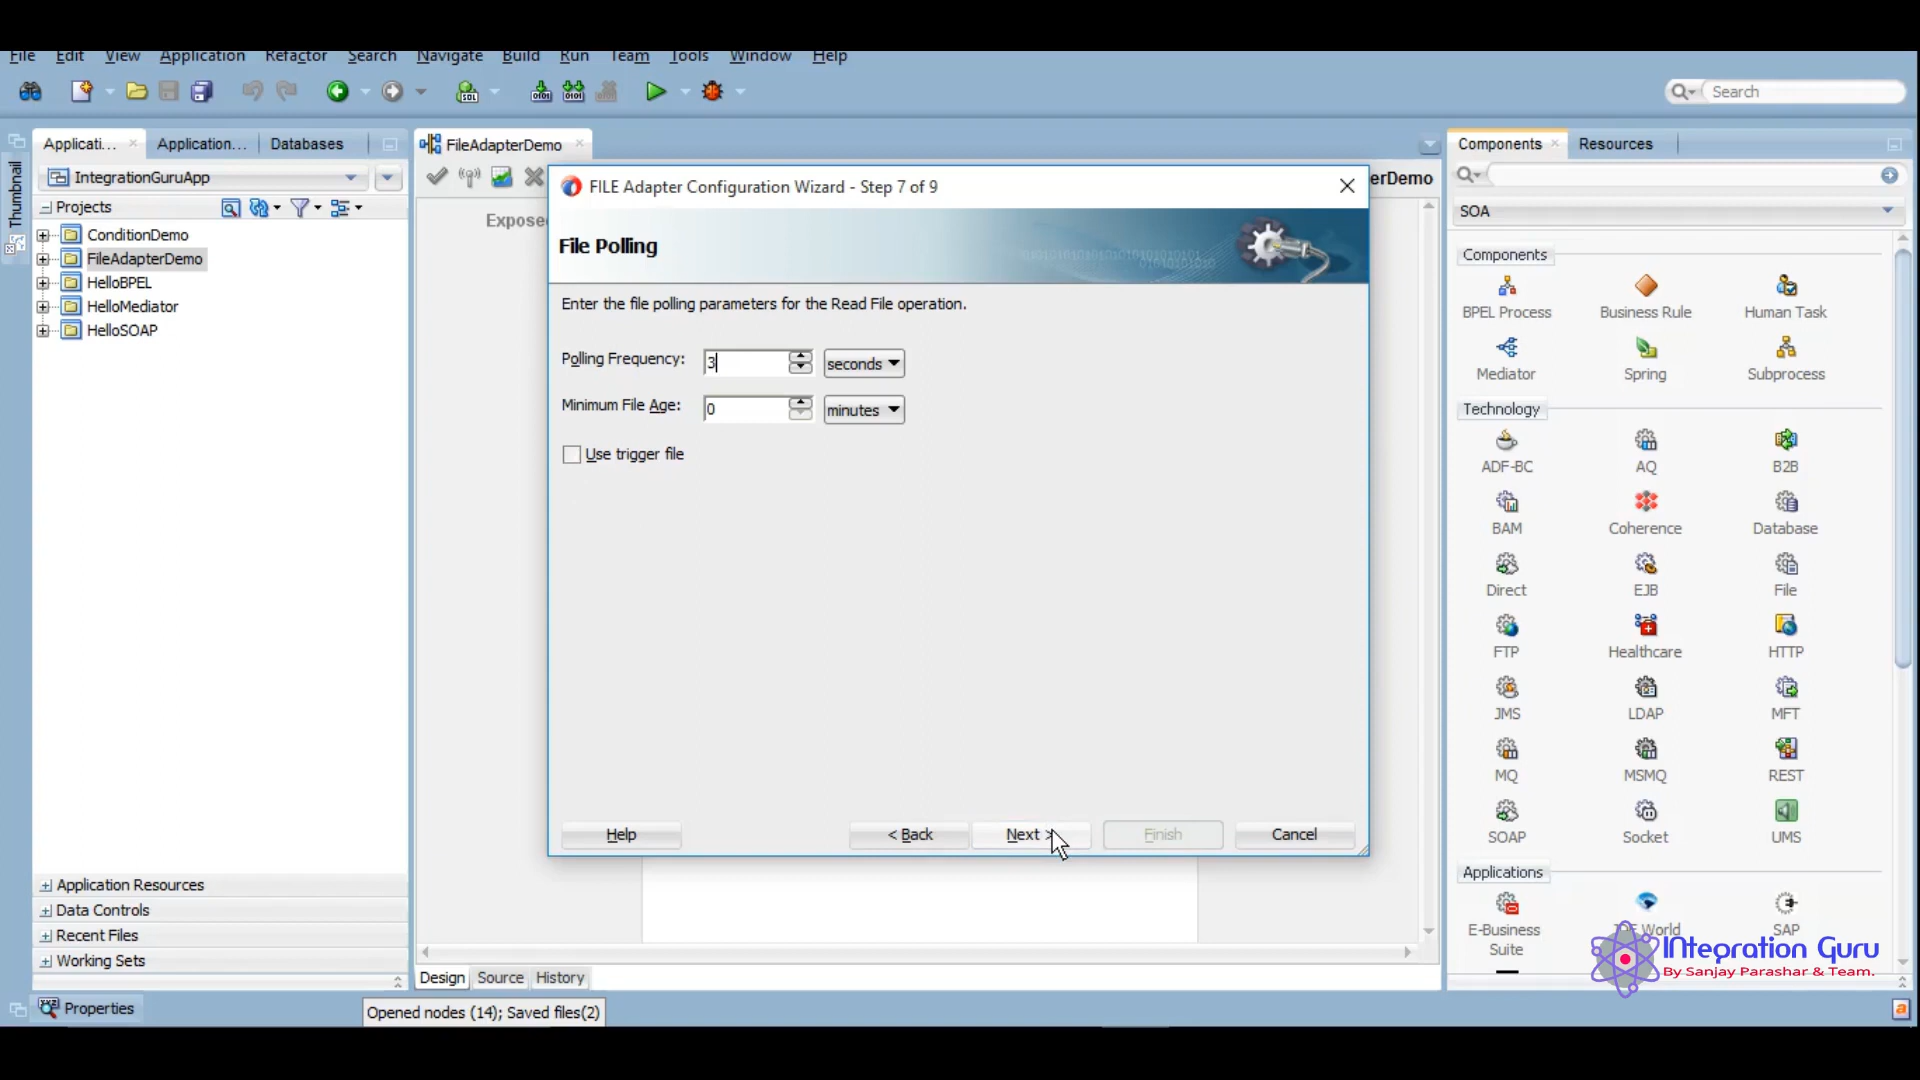 File Edit View Application Refactor Search Navigate Build Run Team Tools Window Help
Search
Applicati... Application... Databases
FileAdapterDemo
Components Resources
Thumbnail
IntegrationGuruApp
Projects
ConditionDemo
FileAdapterDemo
HelloBPEL
HelloMediator
HelloSOAP
Application Resources
Data Controls
Recent Files
Working Sets
Properties
erDemo
Expose
FILE Adapter Configuration Wizard - Step 7 of 9
File Polling
Enter the file polling parameters for the Read File operation.
Polling Frequency: 3 seconds
Minimum File Age: 0 minutes
Use trigger file
Help < Back Next > Finish Cancel
Design Source History
Opened nodes (14); Saved files(2)
SOA
Components
BPEL Process Business Rule Human Task
Mediator Spring Subprocess
Technology
ADF-BC AQ B2B
BAM Coherence Database
Direct EJB File
FTP Healthcare HTTP
JMS LDAP MFT
MQ MSMQ REST
SOAP Socket UMS
Applications
E-Business World SAP
Suite
INtegration Guru
By Sanjay Parashar & Team.